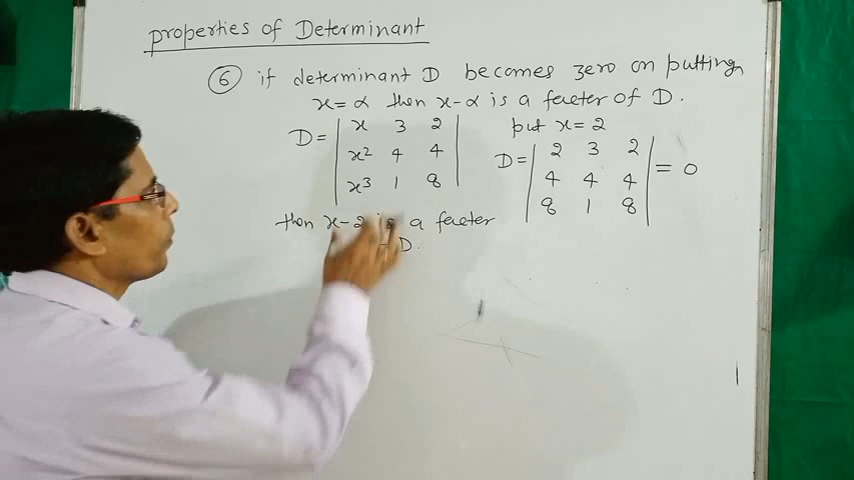 properties of Determinant
⑥ if determinant D becomes zero on putting
x=α then x-α is a facter of D.
D= | x 3 2 |
| x² 4 4 |
| x³ 1 8 |
then x-2 is a facter
D.
put x=2
D= | 2 3 2 |
| 4 4 4 | = 0
| 8 1 8 |